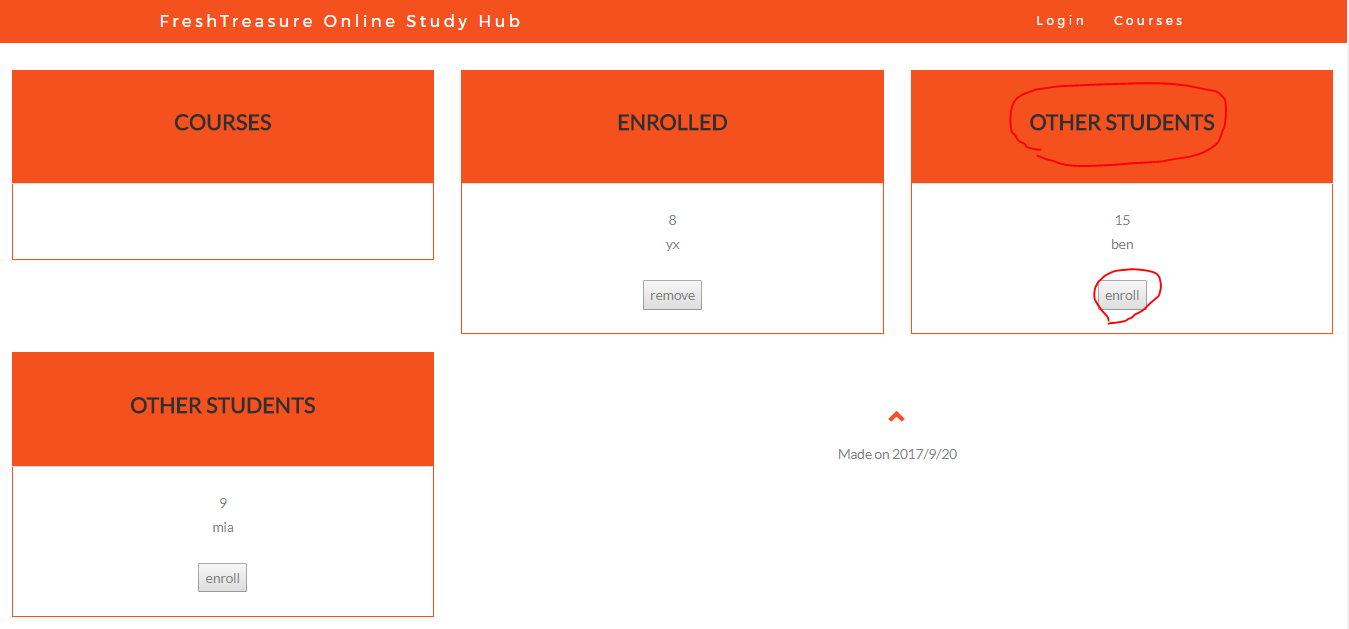 FreshTreasure Online Study Hub
Login Courses
COURSES
ENROLLED
8
yx
remove
OTHER STUDENTS
15
ben
enroll
OTHER STUDENTS
9
mia
enroll
Made on 2017/9/20